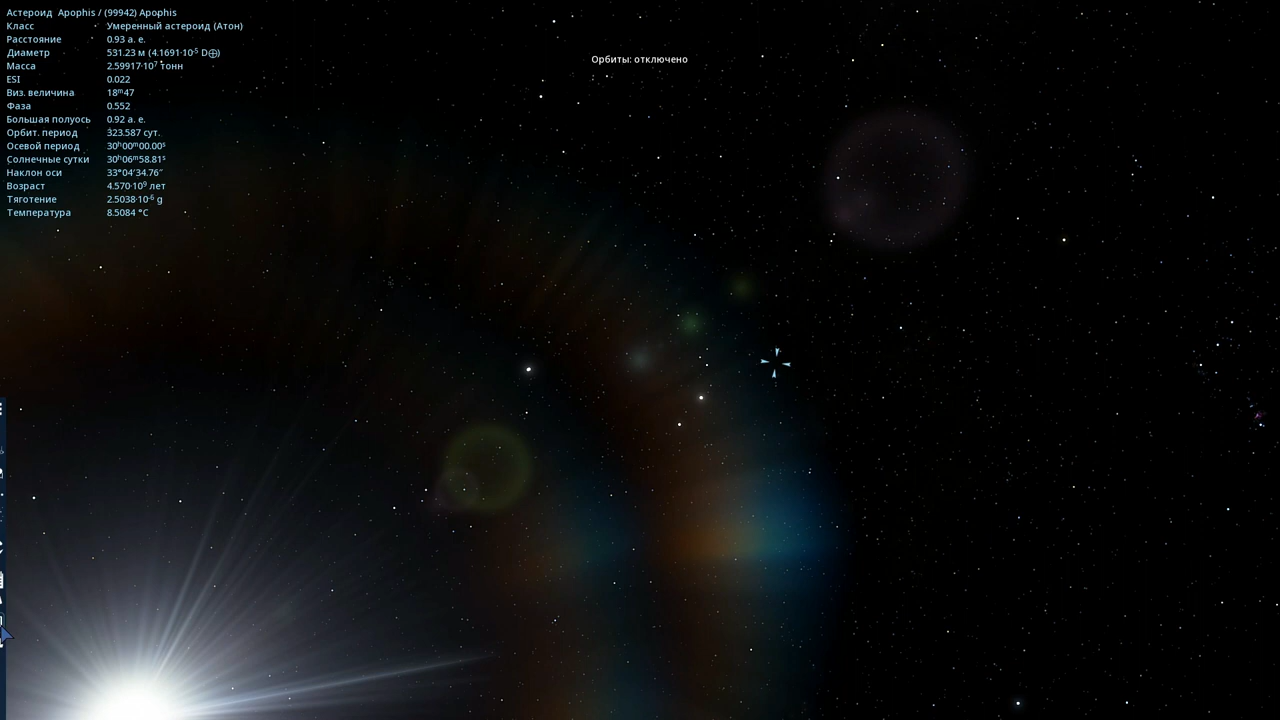 Астероид Apophis / (99942) Apophis
Класс Умеренный астероид (Атон)
Расстояние 0.93 а. е.
Диаметр 531.23 м (4.1691·10⁻⁵ D⊕)
Масса 2.59917·10⁷ тонн
ESI 0.022
Виз. величина 18ᵐ47
Фаза 0.552
Большая полуось 0.92 а. е.
Орбит. период 323.587 сут.
Осевой период 30ʰ00ᵐ00.00ˢ
Солнечные сутки 30ʰ06ᵐ58.81ˢ
Наклон оси 33°04′34.76″
Возраст 4.570·10⁹ лет
Тяготение 2.5038·10⁻⁶ g
Температура 8.5084 °C
Орбиты: отключено